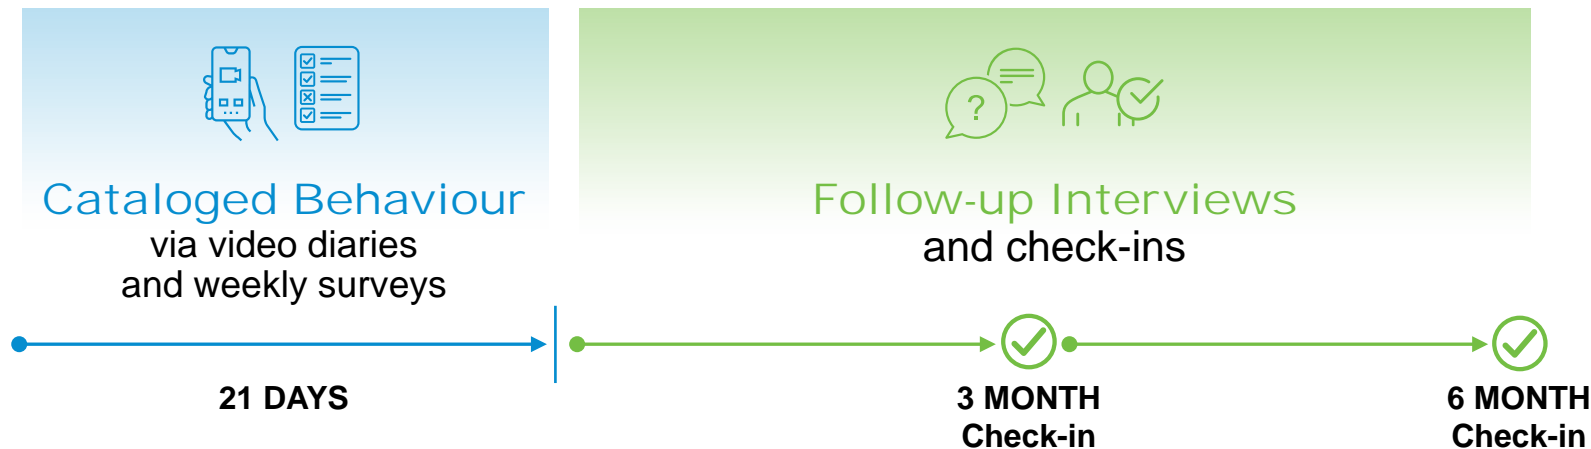 ?
Cataloged Behaviour
via video diaries
and weekly surveys
Follow-up Interviews
and check-ins
21 DAYS
3 MONTH
Check-in
6 MONTH
Check-in